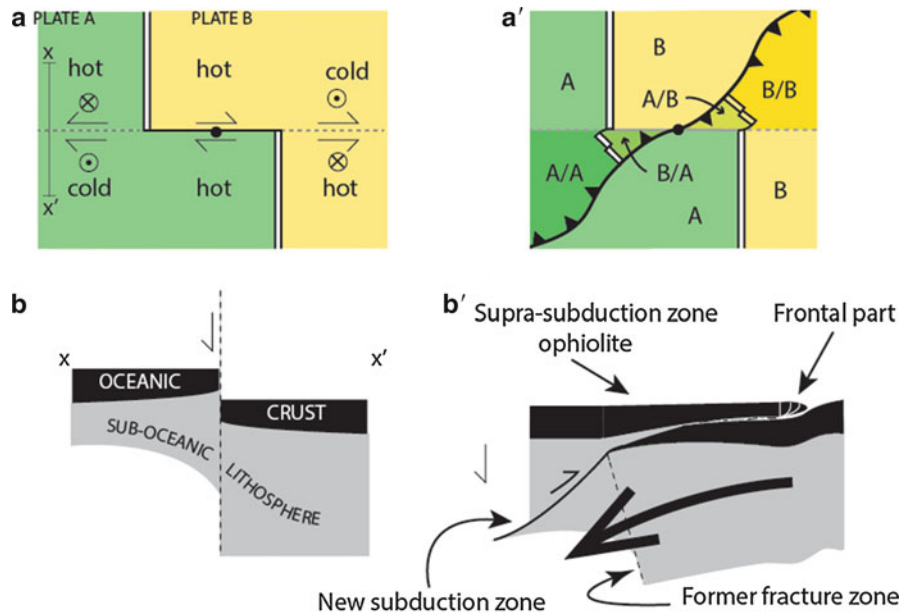 a
PLATE A
PLATE B
x
hot
hot
cold
x'
cold
hot
hot
a'
B
A
A/B
B/B
A/A
B/A
A
B
b
x
x'
OCEANIC
CRUST
SUB-OCEANIC
LITHOSPHERE
b'
Supra-subduction zone
ophiolite
Frontal part
New subduction zone
Former fracture zone